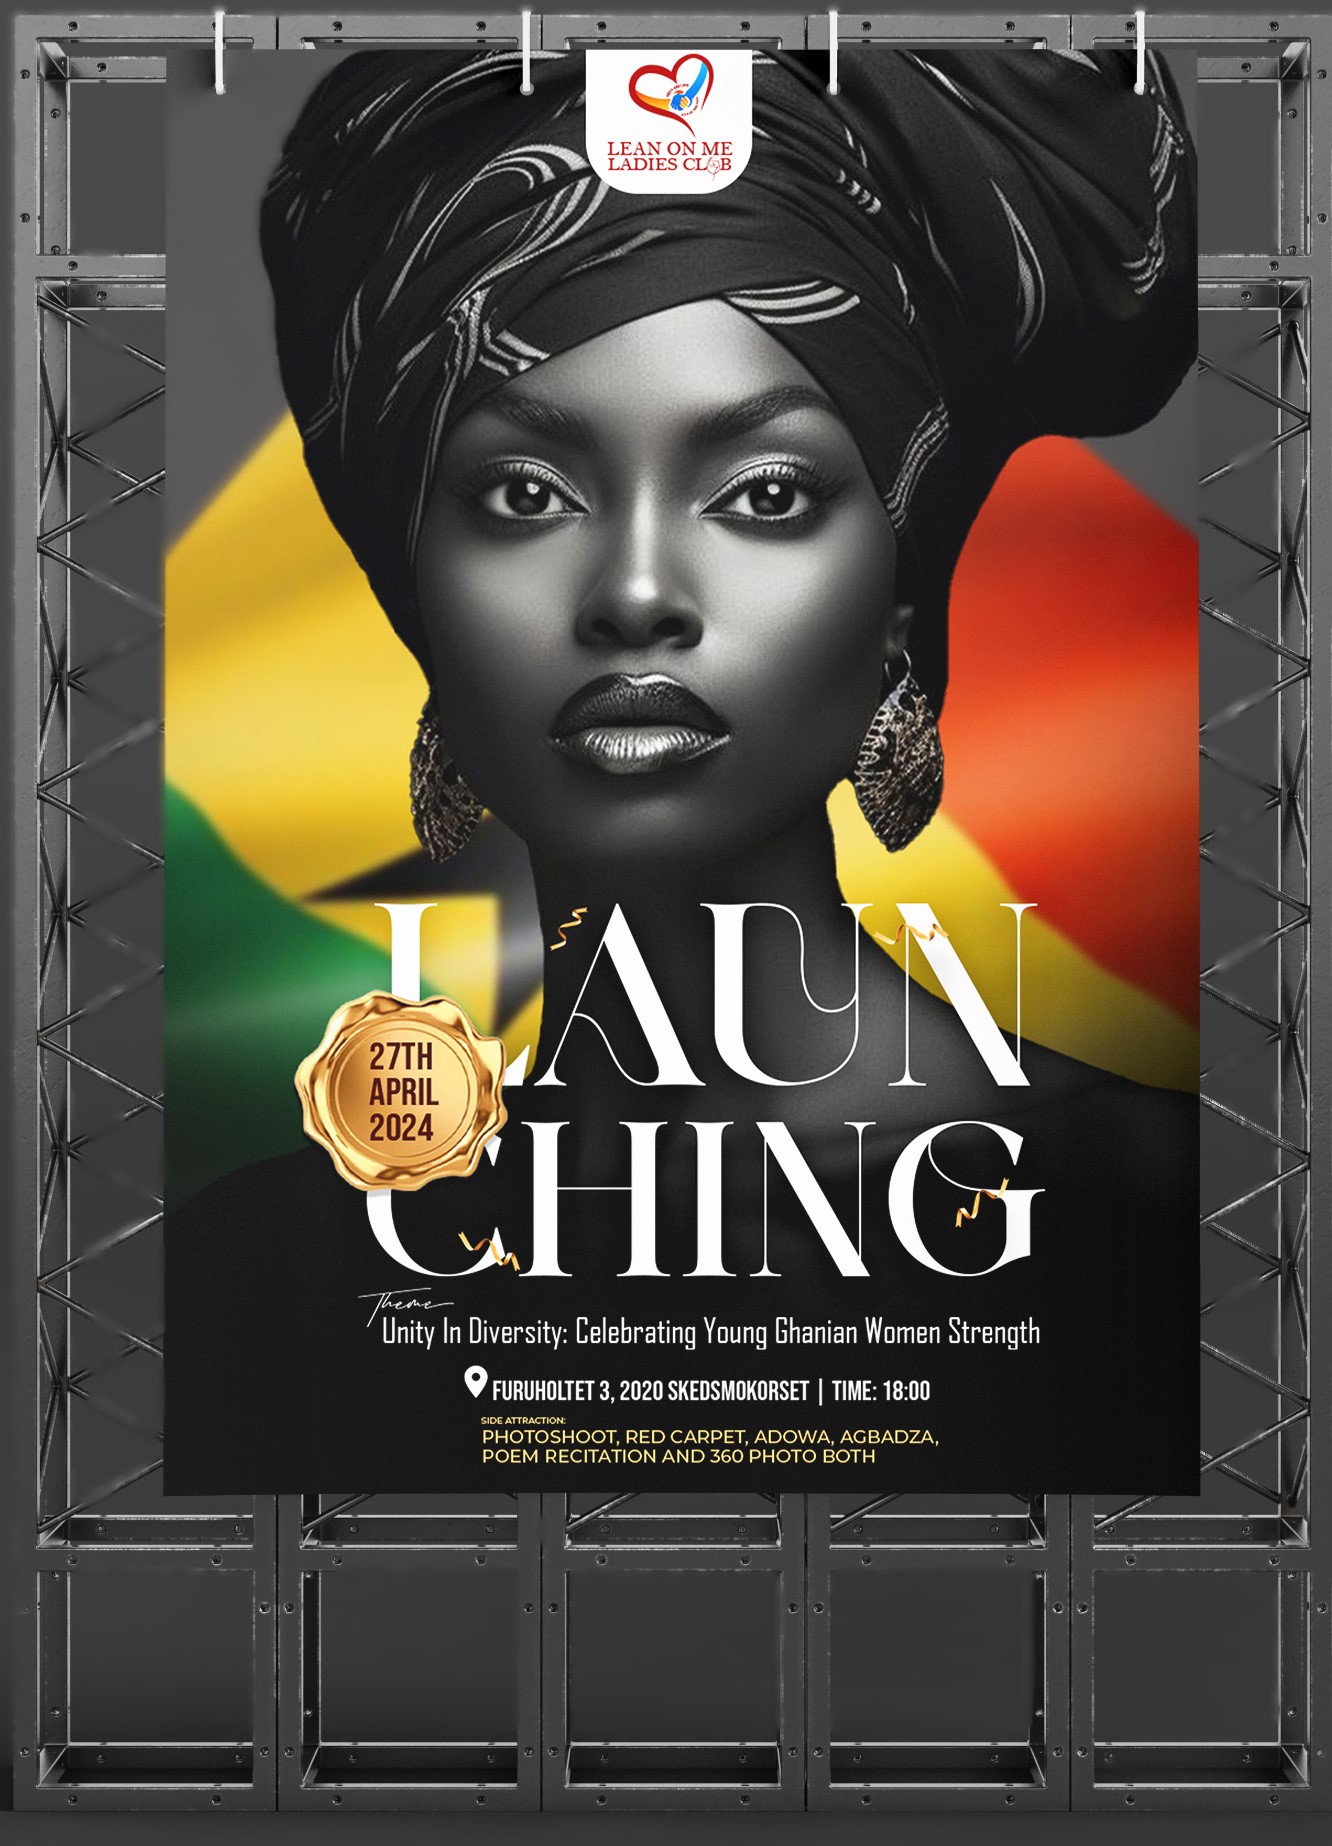 LEAN ON ME
LADIES CLUB
LAUN
CHING
27TH
APRIL
2024
Theme
Unity In Diversity: Celebrating Young Ghanian Women Strength
FURUHOLTET 3, 2020 SKEDSMOKORSET | TIME: 18:00
SIDE ATTRACTION:
PHOTOSHOOT, RED CARPET, ADOWA, AGBADZA,
POEM RECITATION AND 360 PHOTO BOTH